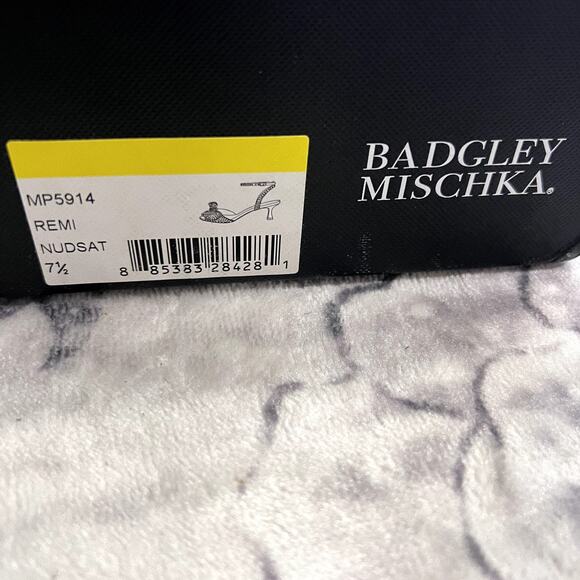 MP5914
REMI
NUDSAT
7½
8 85383 28428 1
BADGLEY
MISCHKA®